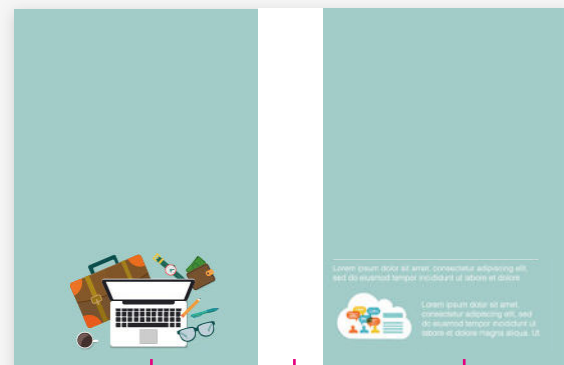 Lorem ipsum dolor sit amet, consectetur adipiscing elit,
sed do eiusmod tempor incididunt ut labore et dolore
Lorem ipsum dolor sit amet,
consectetur adipiscing elit, sed
do eiusmod tempor incididunt ut
labore et dolore magna aliqua. Ut